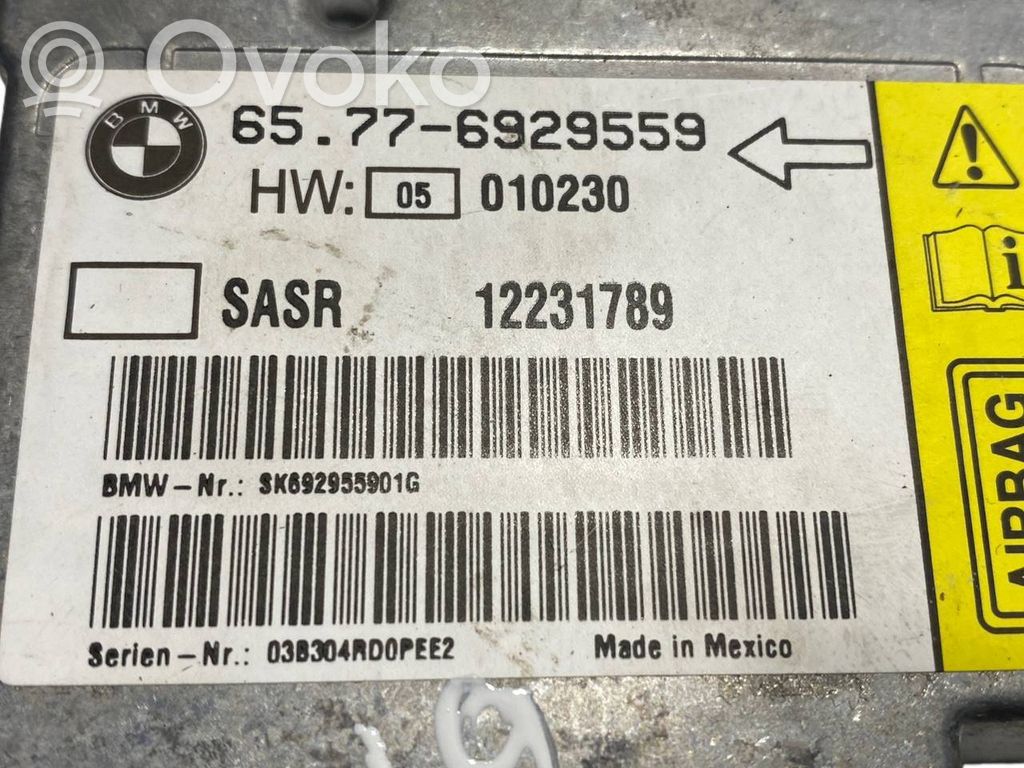 Ovoko
BMW
65.77-6929559
HW: 05 010230
SASR 12231789
BMW-Nr.: SK692955901G
Serien-Nr.: 03B304RD0PEE2 Made in Mexico
!
i
AIRBAG